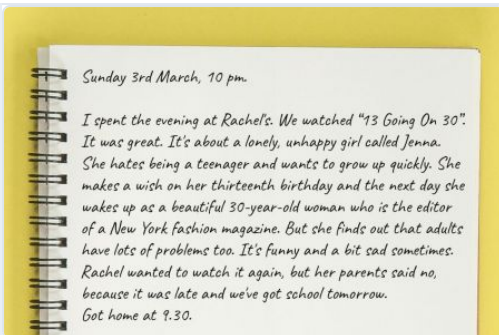 Sunday 3rd March, 10 pm.
I spent the evening at Rachel's. We watched "13 Going On 30".
It was great. It's about a lonely, unhappy girl called Jenna.
She hates being a teenager and wants to grow up quickly. She
makes a wish on her thirteenth birthday and the next day she
wakes up as a beautiful 30-year-old woman who is the editor
of a New York fashion magazine. But she finds out that adults
have lots of problems too. It's funny and a bit sad sometimes.
Rachel wanted to watch it again, but her parents said no,
because it was late and we've got school tomorrow.
Got home at 9.30.